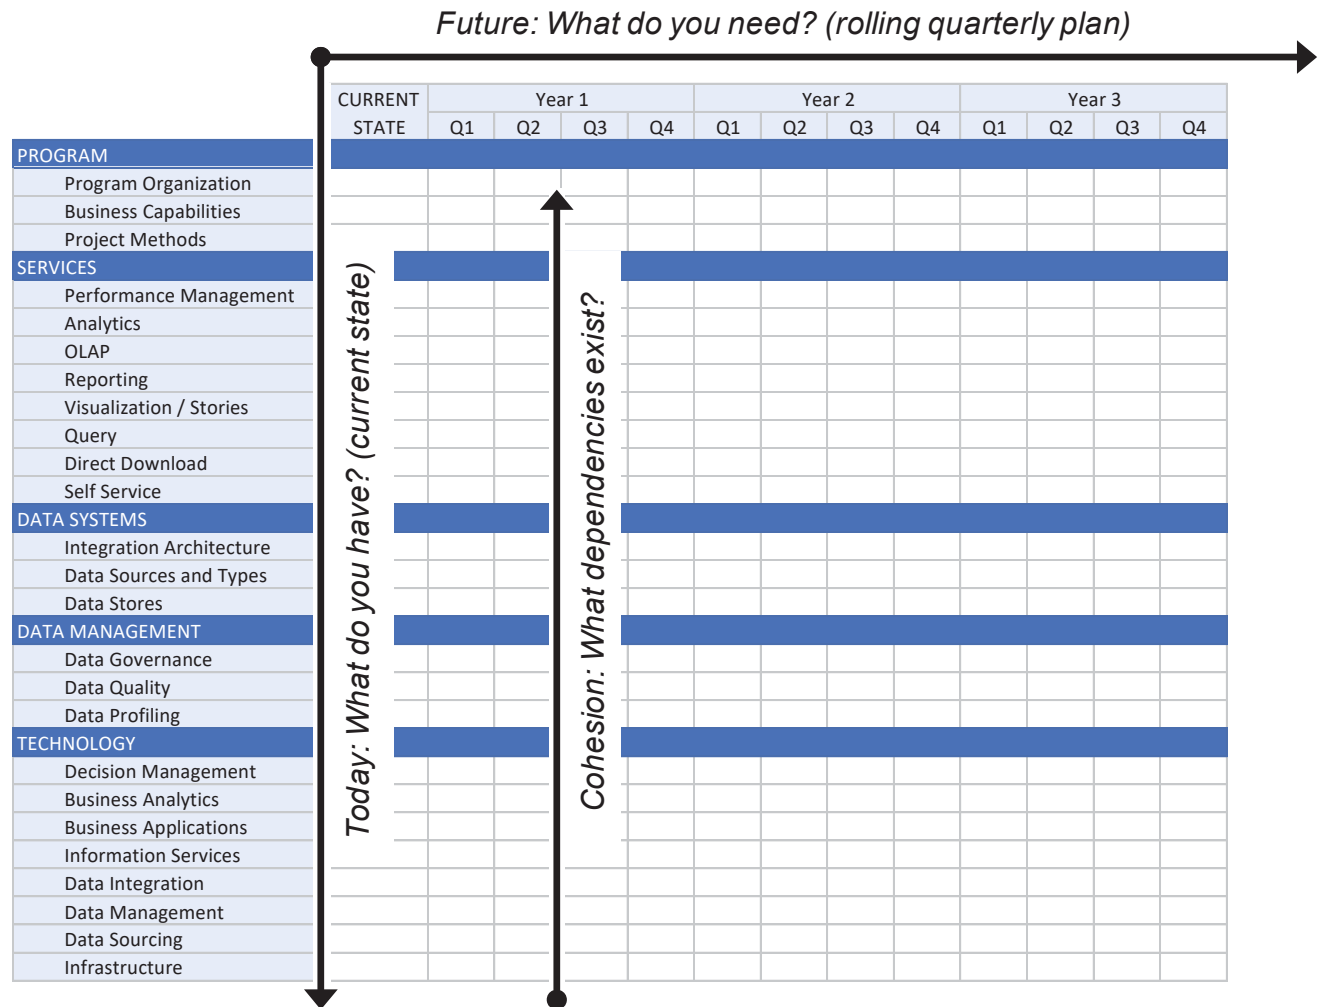 Future: What do you need? (rolling quarterly plan)
CURRENT STATE
Year 1
Year 2
Year 3
Q1 Q2 Q3 Q4 Q1 Q2 Q3 Q4 Q1 Q2 Q3 Q4
PROGRAM
Program Organization
Business Capabilities
Project Methods
SERVICES
Performance Management
Analytics
OLAP
Reporting
Visualization / Stories
Query
Direct Download
Self Service
DATA SYSTEMS
Integration Architecture
Data Sources and Types
Data Stores
DATA MANAGEMENT
Data Governance
Data Quality
Data Profiling
TECHNOLOGY
Decision Management
Business Analytics
Business Applications
Information Services
Data Integration
Data Management
Data Sourcing
Infrastructure
Today: What do you have? (current state)
Cohesion: What dependencies exist?